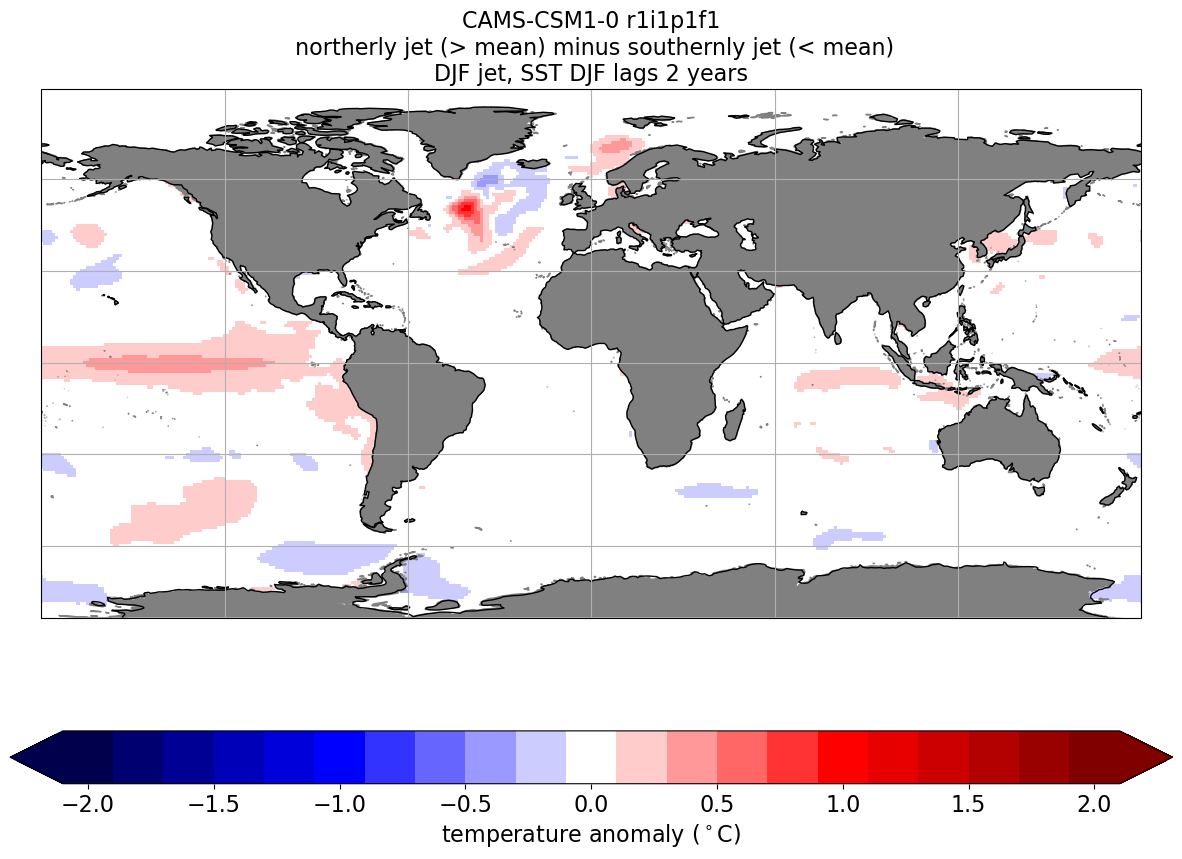 CAMS-CSM1-0 r1i1p1f1
northerly jet (> mean) minus southernly jet (< mean)
DJF jet, SST DJF lags 2 years
−2.0 −1.5 −1.0 −0.5 0.0 0.5 1.0 1.5 2.0
temperature anomaly (°C)